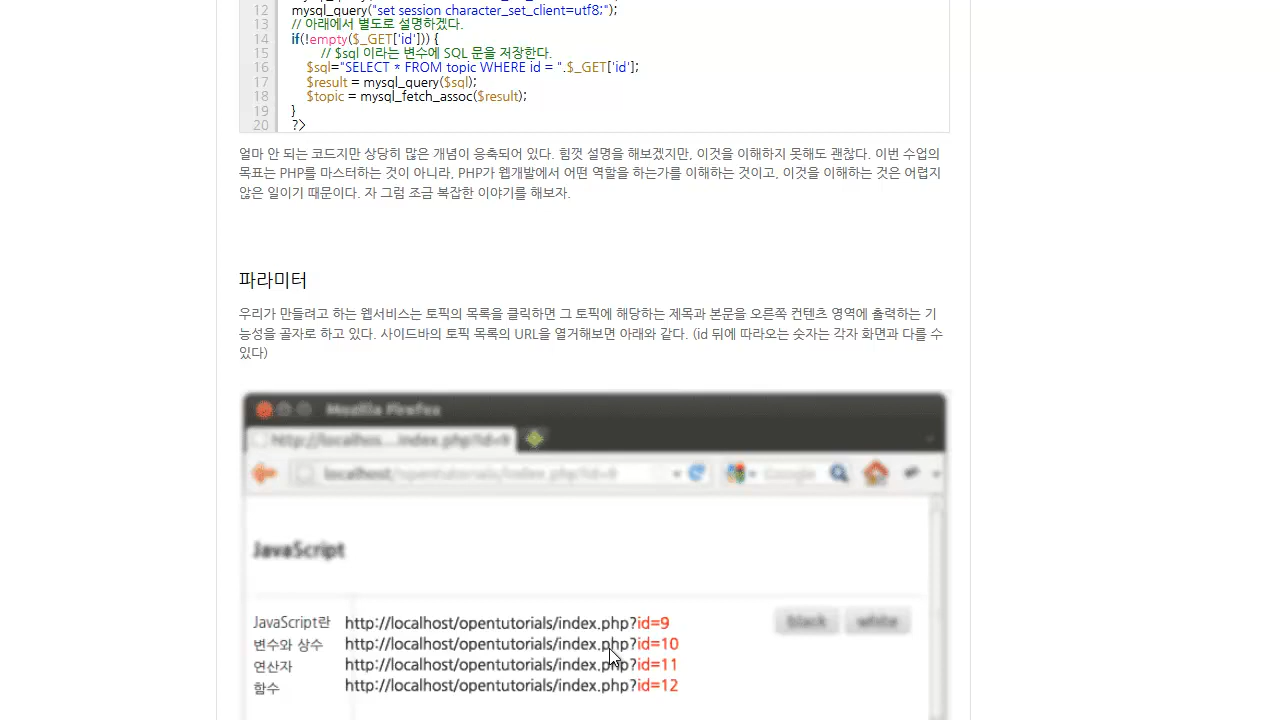 12 mysql_query("set session character_set_client=utf8;");
13 // 아래에서 별도로 설명하겠다.
14 if(!empty($_GET['id'])) {
15 // $sql 이라는 변수에 SQL 문을 저장한다.
16 $sql="SELECT * FROM topic WHERE id = ".$_GET['id'];
17 $result = mysql_query($sql);
18 $topic = mysql_fetch_assoc($result);
19 }
20 ?>
얼마 안 되는 코드지만 상당히 많은 개념이 응축되어 있다. 힘껏 설명을 해보겠지만, 이것을 이해하지 못해도 괜찮다. 이번 수업의
목표는 PHP를 마스터하는 것이 아니라, PHP가 웹개발에서 어떤 역할을 하는가를 이해하는 것이고, 이것을 이해하는 것은 어렵지
않은 일이기 때문이다. 자 그럼 조금 복잡한 이야기를 해보자.
파라미터
우리가 만들려고 하는 웹서비스는 토픽의 목록을 클릭하면 그 토픽에 해당하는 제목과 본문을 오른쪽 컨텐츠 영역에 출력하는 기
능성을 골자로 하고 있다. 사이드바의 토픽 목록의 URL을 열거해보면 아래와 같다. (id 뒤에 따라오는 숫자는 각자 화면과 다를 수
있다)
Mozilla Firefox
http://localhos...index.php?id=9
localhost/opentutorials/index.php?id=9
Google
JavaScript
JavaScript란 http://localhost/opentutorials/index.php?id=9
black white
변수와 상수 http://localhost/opentutorials/index.php?id=10
연산자 http://localhost/opentutorials/index.php?id=11
함수 http://localhost/opentutorials/index.php?id=12